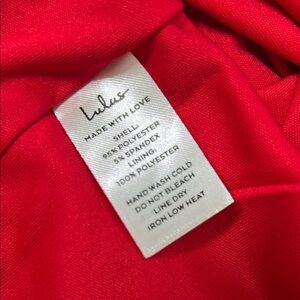 Lulus
MADE WITH LOVE
SHELL:
95% POLYESTER
5% SPANDEX
LINING:
100% POLYESTER
HAND WASH COLD
DO NOT BLEACH
LINE DRY
IRON LOW HEAT